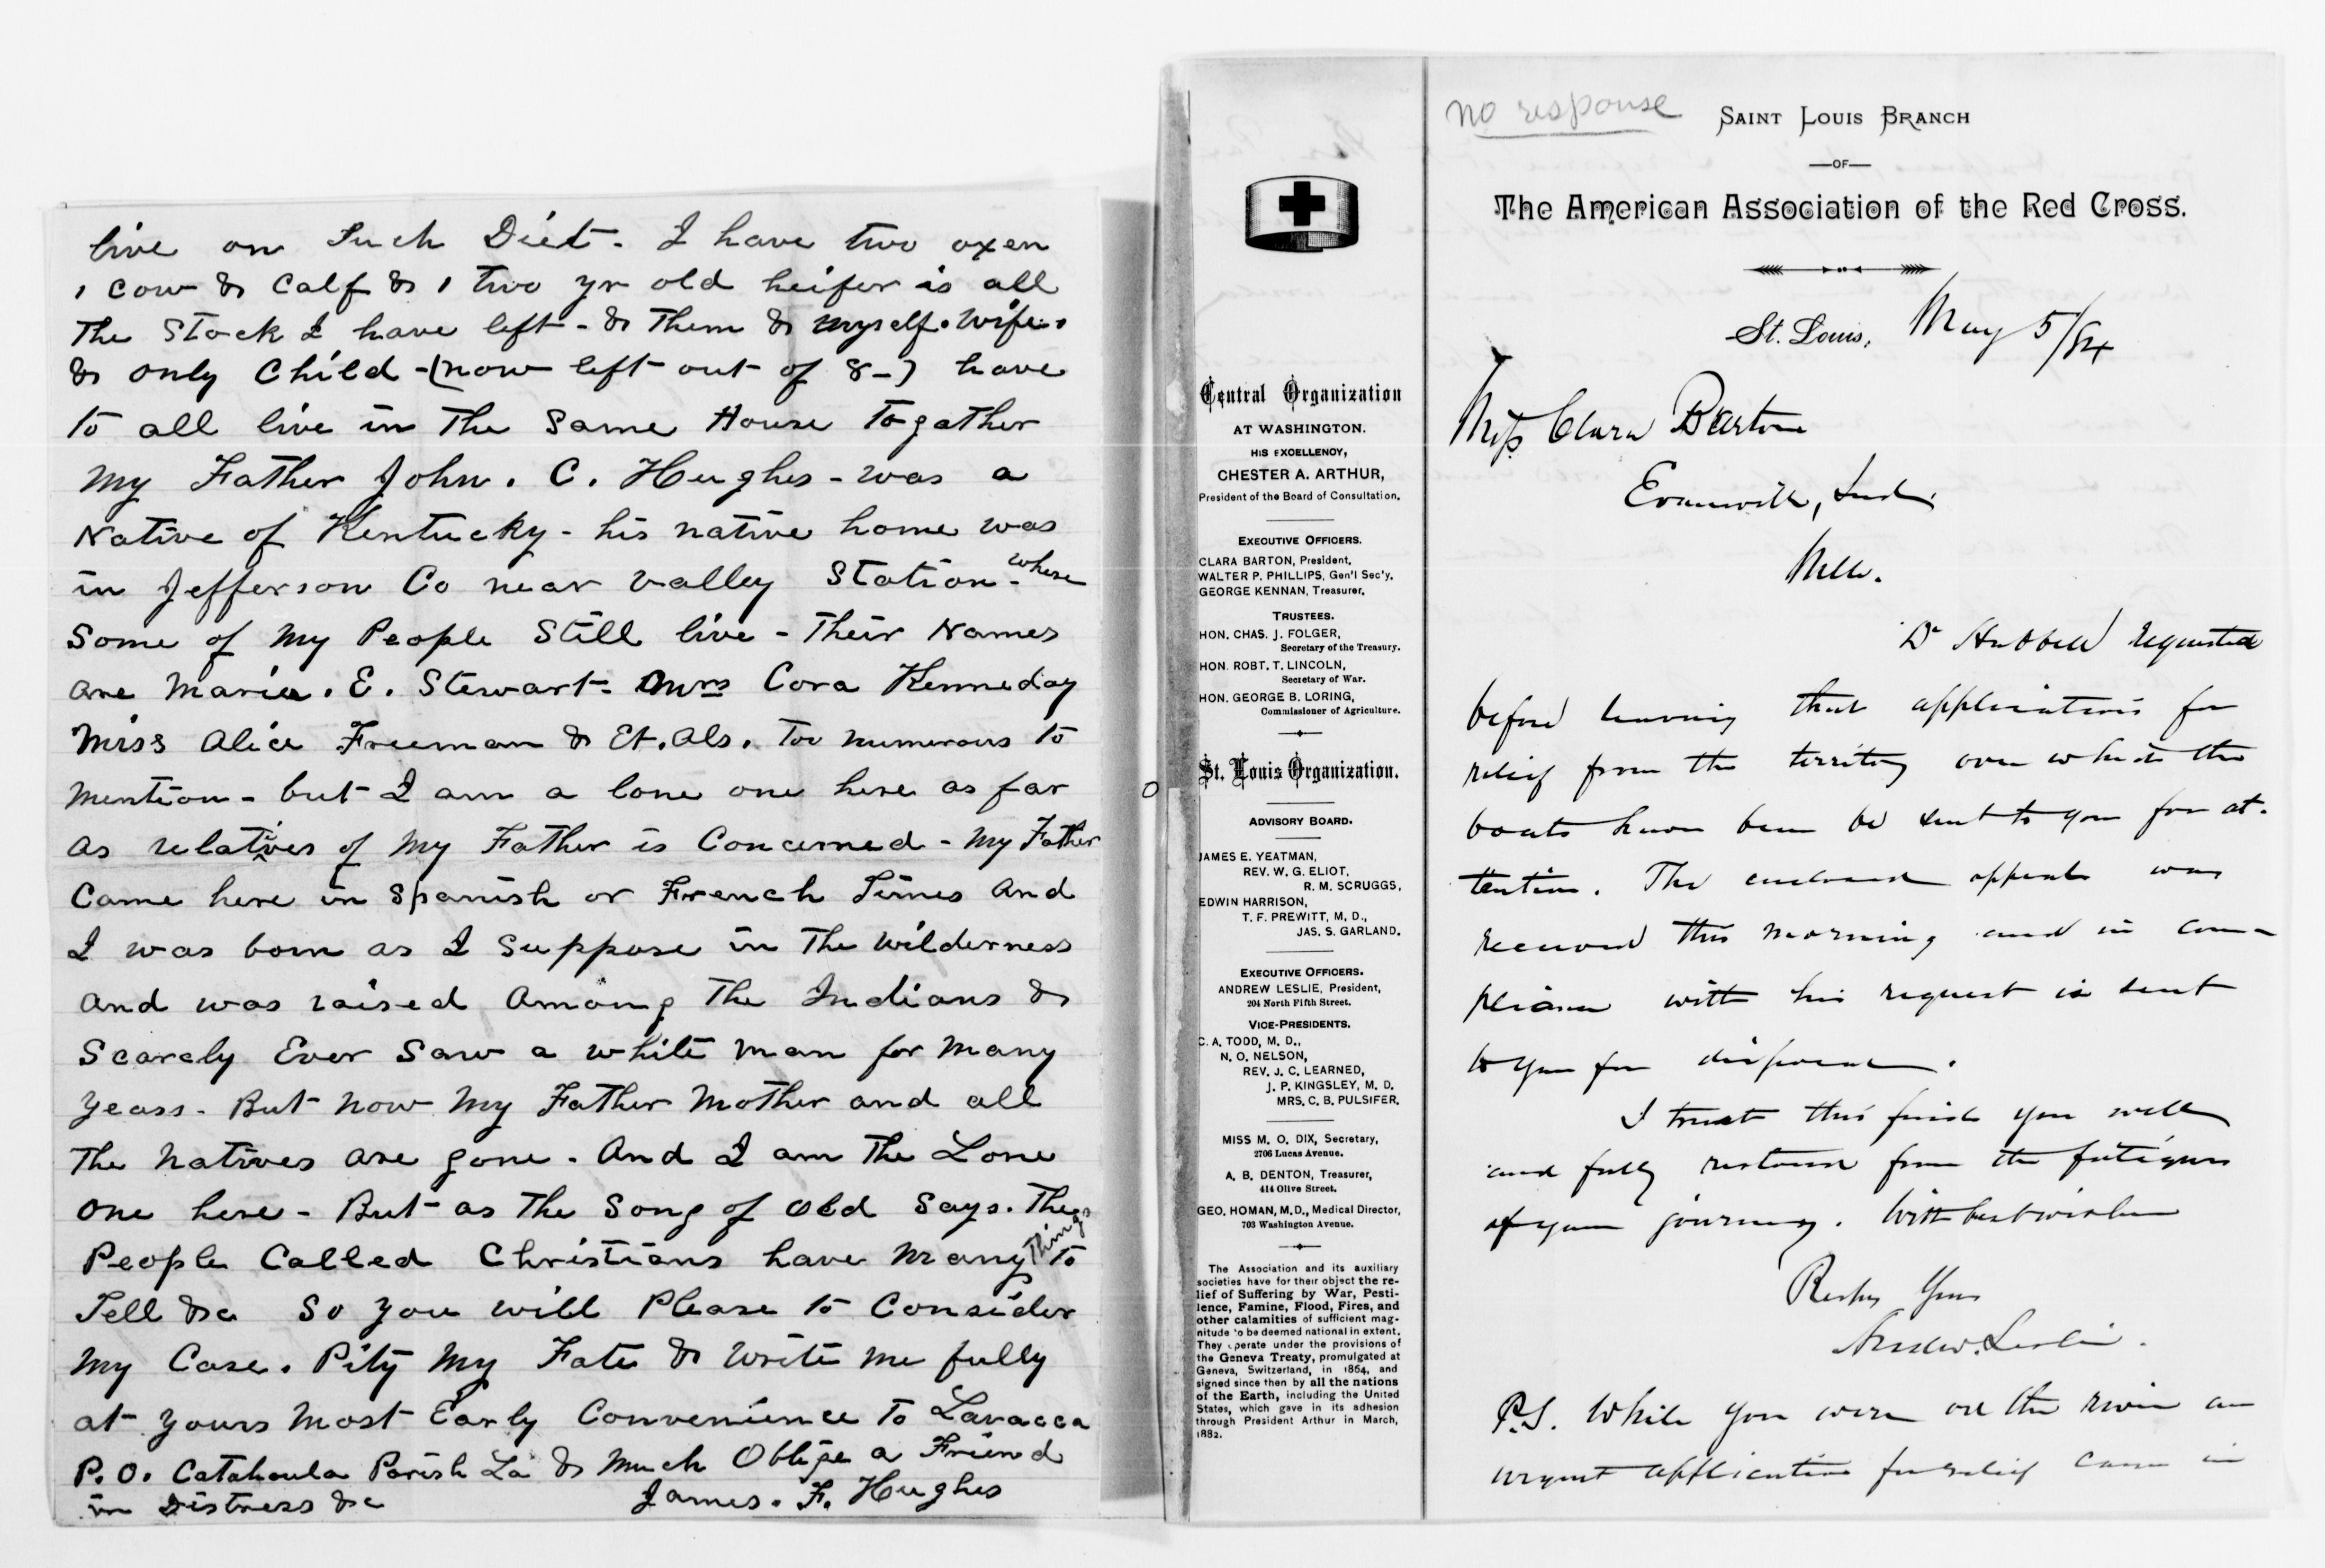 live on Such Diet. I have two oxen
1 cow & Calf & 1 two yr old heifer is all
The Stock I have left - & Them & myself. Wife.
& only Child - (now left out of 8-) have
to all live in The Same House Togather
My Father John. C. Hughes - was a
Native of Kentucky - his native home was
in Jefferson Co near Valley Station - where
Some of My People Still live - Their Names
are Maria. E. Stewart. Mrs Cora Kenneday
Miss Alice Freeman & Et. Als. Too numerous to
mention - but I am a lone one here as far
as relatives of My Father is Concerned - My Father
Came here in Spanish or French Times And
I was born as I Suppose in The Wilderness
and was raised Among The Indians &
Scarcly Ever Saw a white man for Many
years - But now My Father Mother and all
The Natives are gone - And I am The Lone
one here - But as The Song of old Says. These
People Called Christians have Many Things to
Tell &c So you will Please to Consider
My Case. Pity My Fate & write me fully
at yours Most Early Convenience To Lavacca
P.O. Catahoula Parish La & Much Oblige a Friend
in Distress &c James. F. Hughes
no response
SAINT LOUIS BRANCH
OF
The American Association of the Red Cross.
St. Louis, May 5/84
Miss Clara Barton
Evansville, Ind.
Dr Hubbell requested
before leaving that applications for
relief from the territory over which the
boats have been be sent to you for at-
tention. The enclosed appeal was
received this morning and in com-
pliance with his request is sent
to you for disposal.
I trust this finds you well
and fully restored from the fatigues
of your journey. With best wishes
Respy Yours
Andw. Leslie.
P.S. While you were on the river an
urgent application for relief came in
Central Organization
AT WASHINGTON.
HIS EXCELLENCY,
CHESTER A. ARTHUR,
President of the Board of Consultation.
EXECUTIVE OFFICERS.
CLARA BARTON, President.
WALTER P. PHILLIPS, Gen'l Sec'y.
GEORGE KENNAN, Treasurer.
TRUSTEES.
HON. CHAS. J. FOLGER,
Secretary of the Treasury.
HON. ROBT. T. LINCOLN,
Secretary of War.
HON. GEORGE B. LORING,
Commissioner of Agriculture.
St. Louis Organization.
ADVISORY BOARD.
JAMES E. YEATMAN,
REV. W. G. ELIOT,
R. M. SCRUGGS,
EDWIN HARRISON,
T. F. PREWITT, M. D.,
JAS. S. GARLAND.
EXECUTIVE OFFICERS.
ANDREW LESLIE, President,
204 North Fifth Street.
VICE-PRESIDENTS.
C. A. TODD, M. D.,
N. O. NELSON,
REV. J. C. LEARNED,
J. P. KINGSLEY, M. D.
MRS. C. B. PULSIFER.
MISS M. O. DIX, Secretary,
2706 Lucas Avenue.
A. B. DENTON, Treasurer,
414 Olive Street.
GEO. HOMAN, M.D., Medical Director,
703 Washington Avenue.
The Association and its auxiliary
societies have for their object the re-
lief of Suffering by War, Pesti-
lence, Famine, Flood, Fires, and
other calamities of sufficient mag-
nitude to be deemed national in extent.
They operate under the provisions of
the Geneva Treaty, promulgated at
Geneva, Switzerland, in 1864, and
signed since then by all the nations
of the Earth, including the United
States, which gave in its adhesion
through President Arthur in March,
1882.